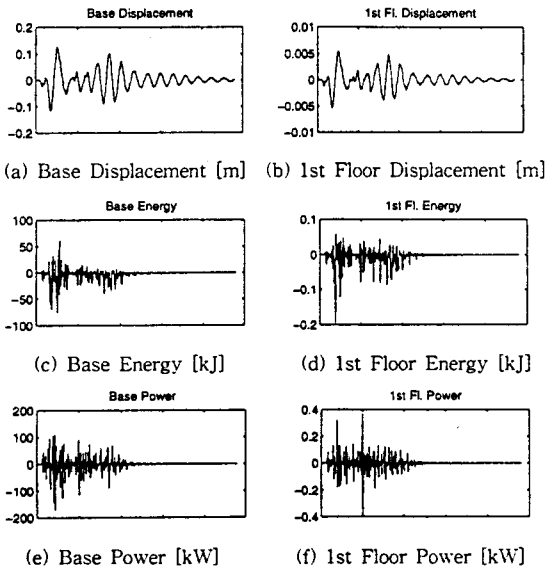 Base Displacement
0.2
0.1
0
-0.1
-0.2
1st Fl. Displacement
0.01
0.005
0
-0.005
-0.01
(a) Base Displacement [m]
(b) 1st Floor Displacement [m]
Base Energy
100
50
0
-50
-100
1st Fl. Energy
0.1
0
-0.1
-0.2
(c) Base Energy [kJ]
(d) 1st Floor Energy [kJ]
Base Power
200
100
0
-100
-200
1st Fl. Power
0.4
0.2
0
-0.2
-0.4
(e) Base Power [kW]
(f) 1st Floor Power [kW]